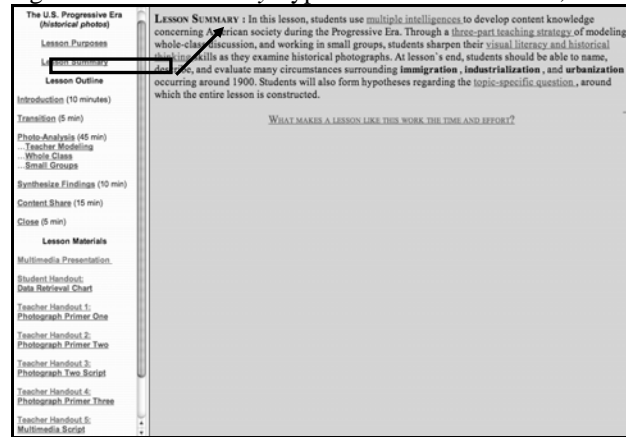 The U.S. Progressive Era
(historical photos)
Lesson Purposes
Lesson Summary
Lesson Outline
Introduction (10 minutes)
Transition (5 min)
Photo-Analysis (45 min)
...Teacher Modeling
...Whole Class
...Small Groups
Synthesize Findings (10 min)
Content Share (15 min)
Close (5 min)
Lesson Materials
Multimedia Presentation
Student Handout:
Data Retrieval Chart
Teacher Handout 1:
Photograph Primer One
Teacher Handout 2:
Photograph Primer Two
Teacher Handout 3:
Photograph Two Script
Teacher Handout 4:
Photograph Primer Three
Teacher Handout 5:
Multimedia Script
LESSON SUMMARY : In this lesson, students use multiple intelligences to develop content knowledge
concerning American society during the Progressive Era. Through a three-part teaching strategy of modeling
whole-class discussion, and working in small groups, students sharpen their visual literacy and historical
thinking skills as they examine historical photographs. At lesson's end, students should be able to name,
describe, and evaluate many circumstances surrounding immigration , industrialization , and urbanization
occurring around 1900. Students will also form hypotheses regarding the topic-specific question , around
which the entire lesson is constructed.
WHAT MAKES A LESSON LIKE THIS WORK THE TIME AND EFFORT?